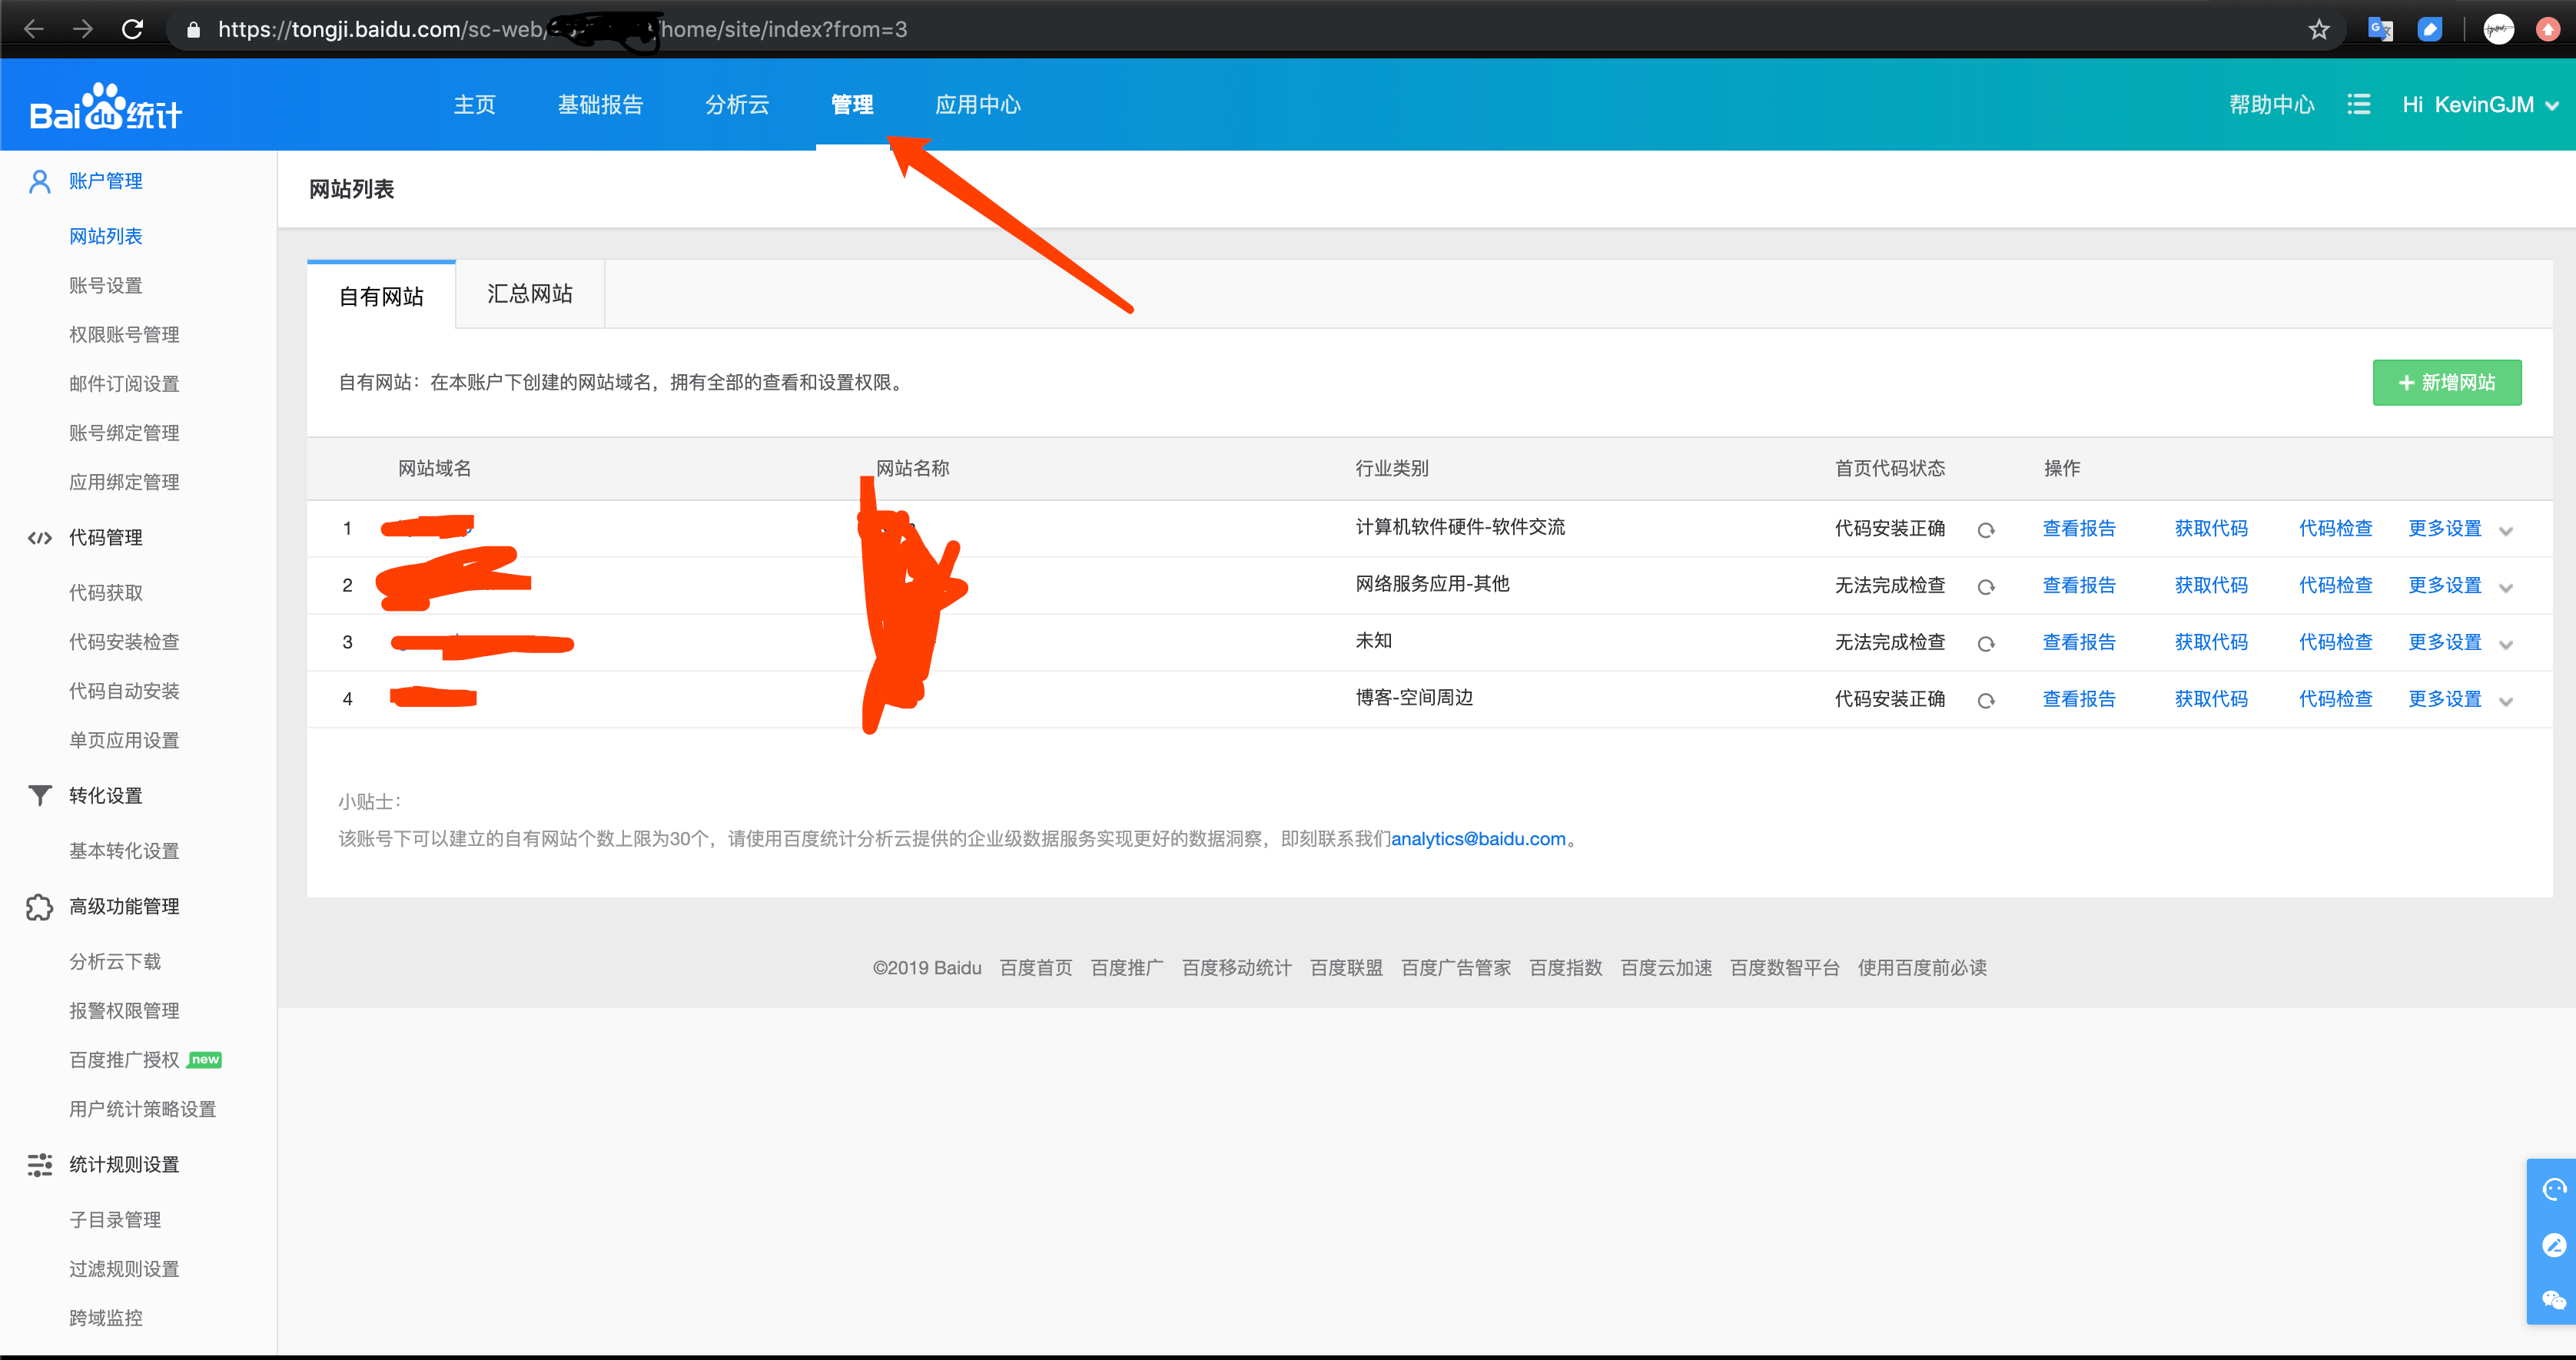 https://tongji.baidu.com/sc-web/ /home/site/index?from=3
Bai du 统计
主页 基础报告 分析云 管理 应用中心 帮助中心 Hi KevinGJM
账户管理
网站列表
账号设置
权限账号管理
邮件订阅设置
账号绑定管理
应用绑定管理
代码管理
代码获取
代码安装检查
代码自动安装
单页应用设置
转化设置
基本转化设置
高级功能管理
分析云下载
报警权限管理
百度推广授权 new
用户统计策略设置
统计规则设置
子目录管理
过滤规则设置
跨域监控
网站列表
自有网站 汇总网站
自有网站：在本账户下创建的网站域名，拥有全部的查看和设置权限。
+ 新增网站
网站域名 网站名称 行业类别 首页代码状态 操作
1 计算机软件硬件-软件交流 代码安装正确 查看报告 获取代码 代码检查 更多设置
2 网络服务应用-其他 无法完成检查 查看报告 获取代码 代码检查 更多设置
3 未知 无法完成检查 查看报告 获取代码 代码检查 更多设置
4 博客-空间周边 代码安装正确 查看报告 获取代码 代码检查 更多设置
小贴士：
该账号下可以建立的自有网站个数上限为30个，请使用百度统计分析云提供的企业级数据服务实现更好的数据洞察，即刻联系我们analytics@baidu.com。
©2019 Baidu 百度首页 百度推广 百度移动统计 百度联盟 百度广告管家 百度指数 百度云加速 百度数智平台 使用百度前必读